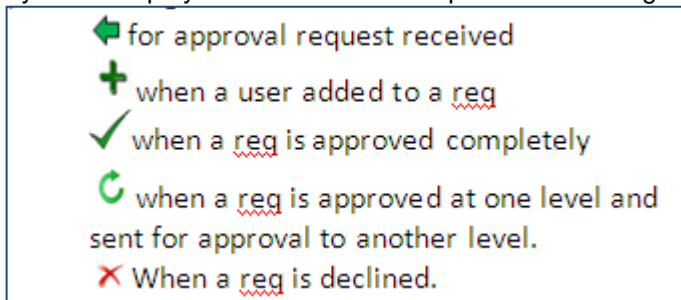 for approval request received
when a user added to a req
when a req is approved completely
when a req is approved at one level and
sent for approval to another level.
When a req is declined.